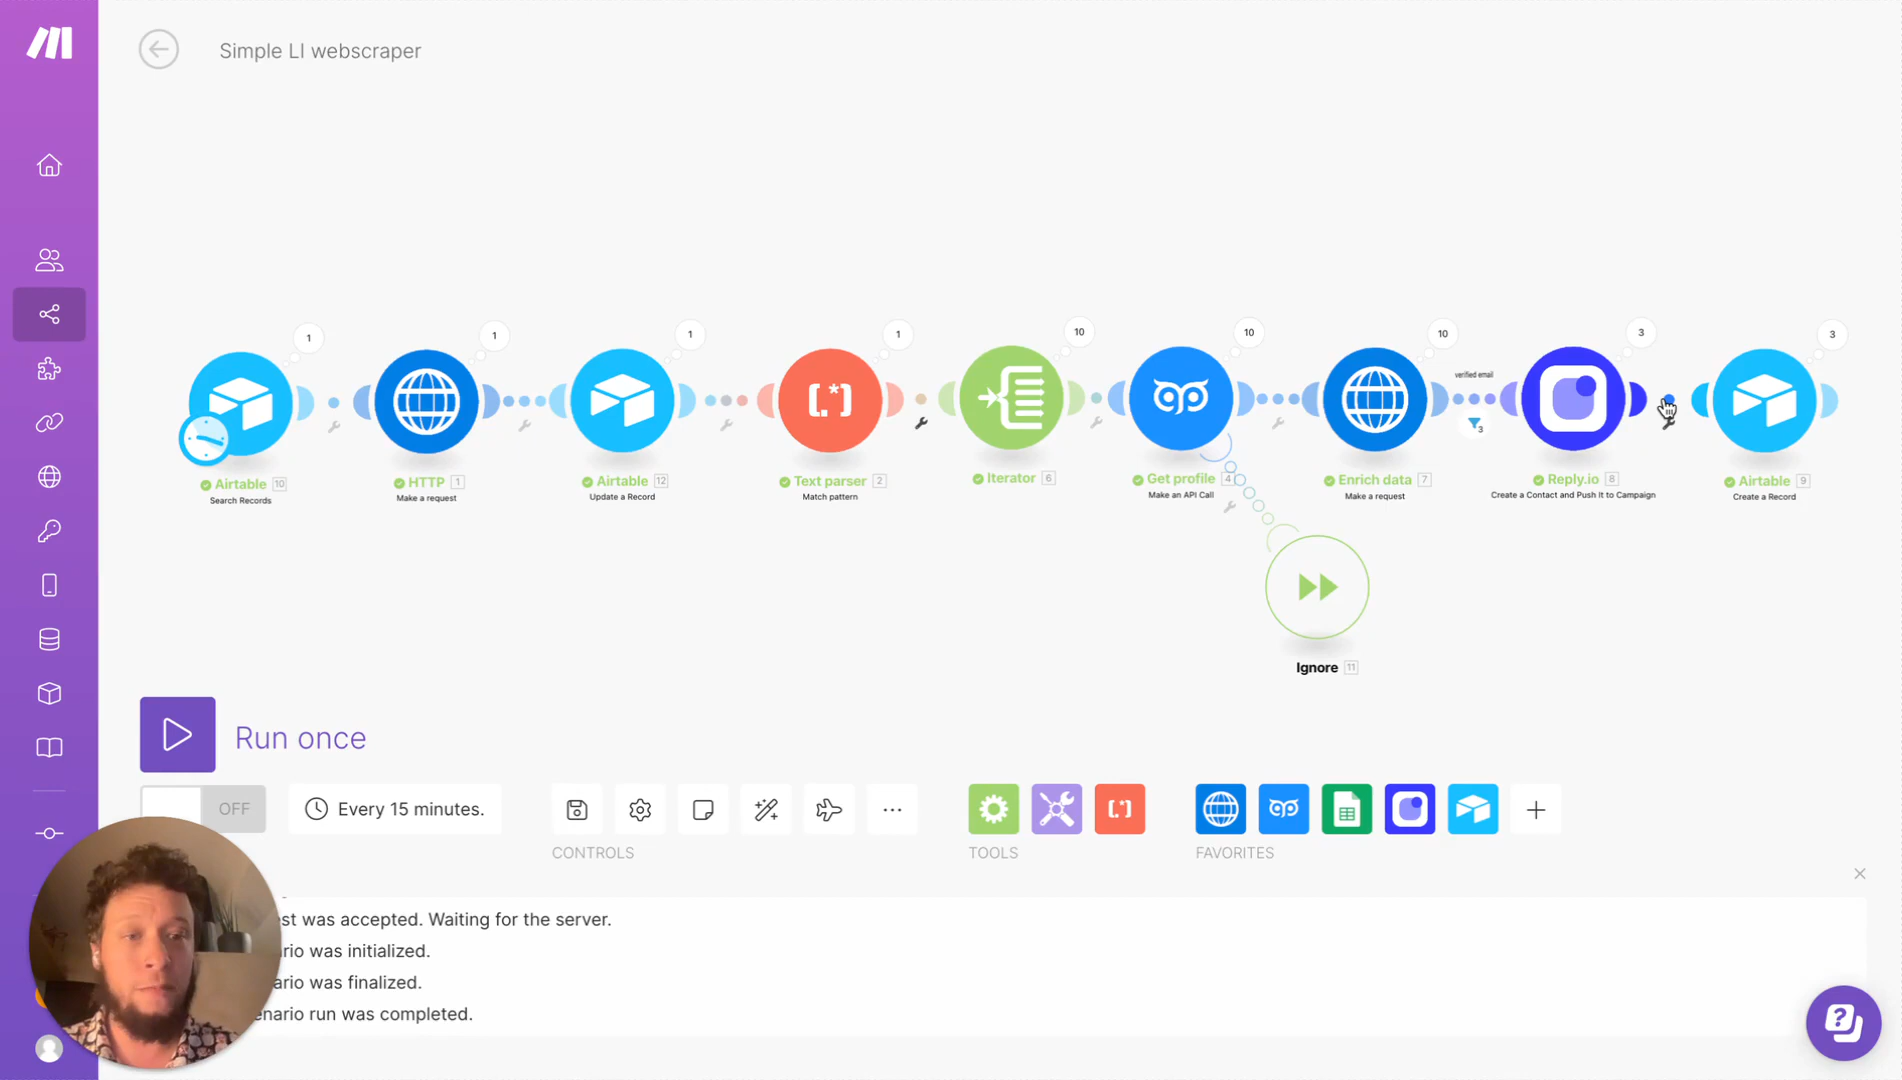 Simple LI webscraper
1
1
1
1
10
10
10
3
3
verified email
3
[.*]
Airtable 10
Search Records
HTTP 1
Make a request
Airtable 12
Update a Record
Text parser 2
Match pattern
Iterator 6
Get profile 4
Make an API Call
Enrich data 7
Make a request
Reply.io 8
Create a Contact and Push It to Campaign
Airtable 9
Create a Record
Ignore 11
Run once
OFF
Every 15 minutes.
CONTROLS
TOOLS
FAVORITES
est was accepted. Waiting for the server.
ario was initialized.
ario was finalized.
enario run was completed.